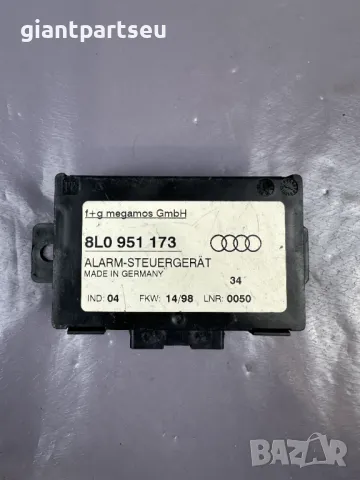 giantpartseu
f+g megamos GmbH
8L0 951 173
ALARM-STEUERGERÄT
MADE IN GERMANY
34
IND: 04 FKW: 14/98 LNR: 0050
BAZAR
bg